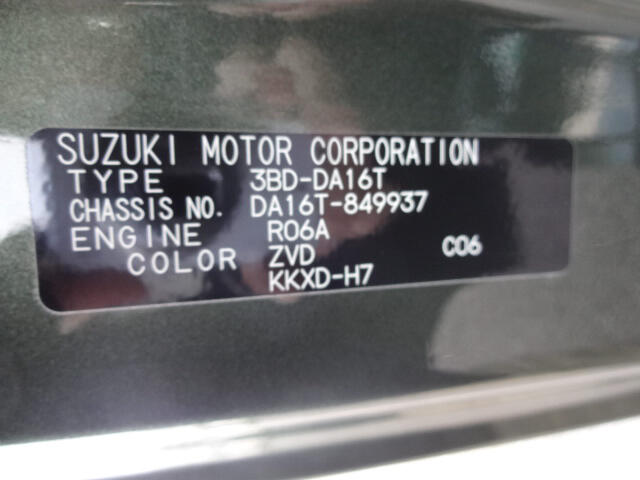 SUZUKI MOTOR CORPORATION
TYPE 3BD-DA16T
CHASSIS NO. DA16T-849937
ENGINE R06A
COLOR ZVD C06
KKXD-H7